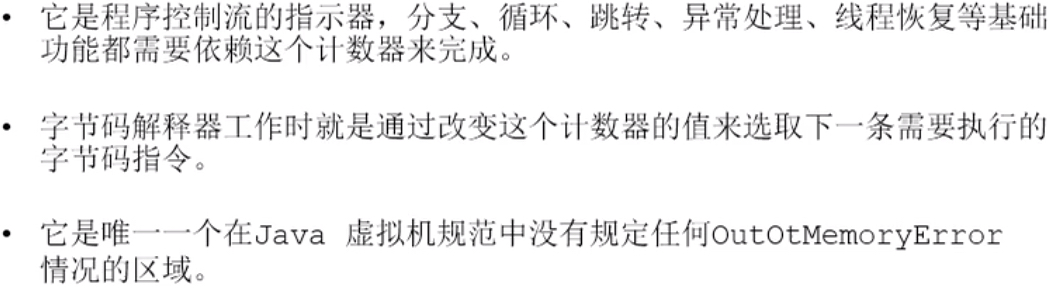 • 它是程序控制流的指示器，分支、循环、跳转、异常处理、线程恢复等基础
功能都需要依赖这个计数器来完成。
• 字节码解释器工作时就是通过改变这个计数器的值来选取下一条需要执行的
字节码指令。
• 它是唯一一个在Java 虚拟机规范中没有规定任何OutOtMemoryError
情况的区域。